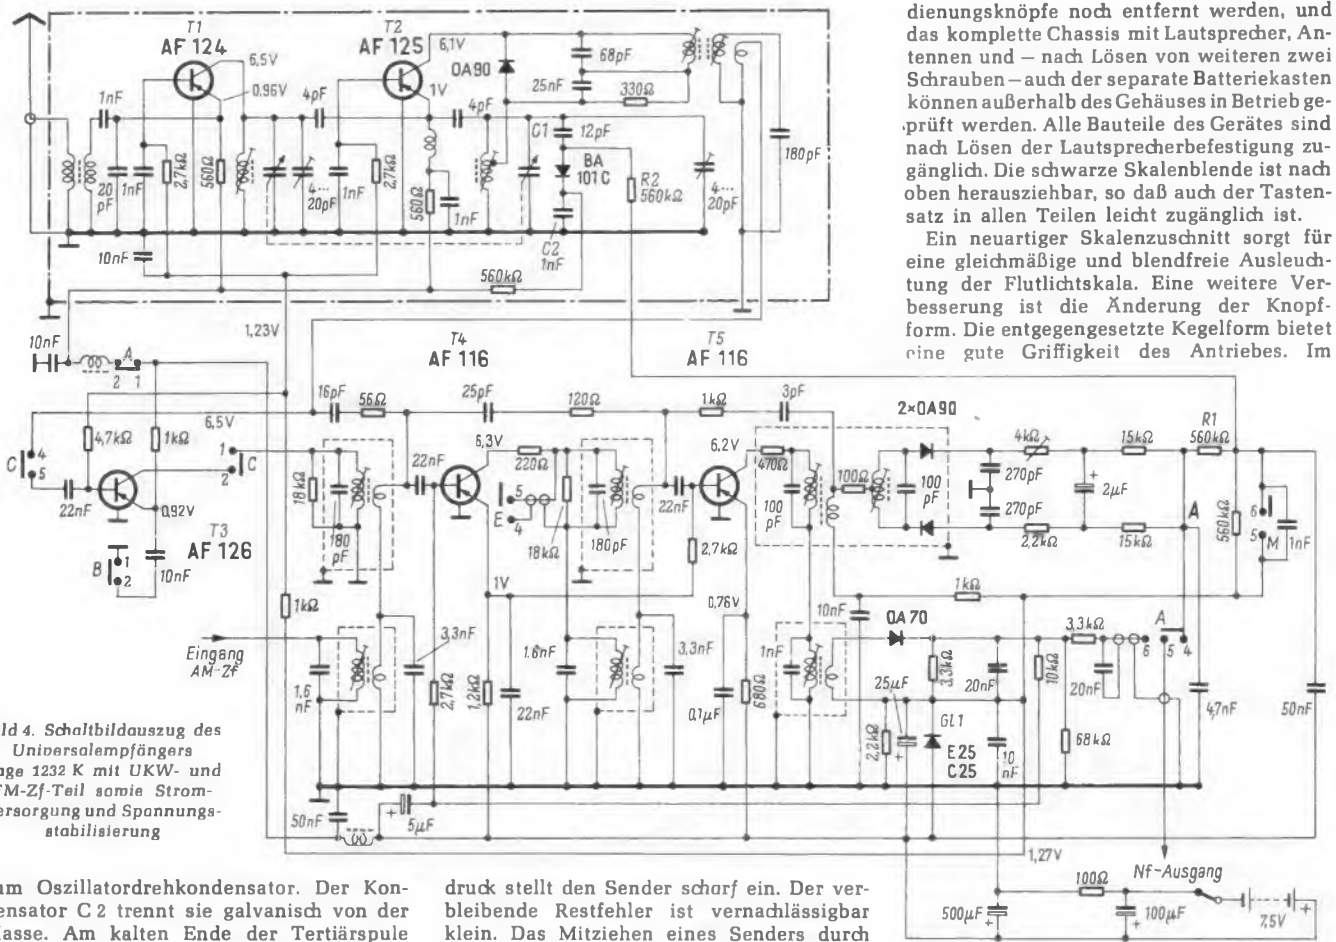 dienungsknöpfe noch entfernt werden, und
das komplette Chassis mit Lautsprecher, An-
tennen und — nach Lösen von weiteren zwei
Schrauben — auch der separate Batteriekasten
können außerhalb des Gehäuses in Betrieb ge-
prüft werden. Alle Bauteile des Gerätes sind
nach Lösen der Lautsprecherbefestigung zu-
gänglich. Die schwarze Skalenblende ist nach
oben herausziehbar, so daß auch der Tasten-
satz in allen Teilen leicht zugänglich ist.
Ein neuartiger Skalenzuschnitt sorgt für
eine gleichmäßige und blendfreie Ausleuch-
tung der Flutlichtskala. Eine weitere Ver-
besserung ist die Änderung der Knopf-
form. Die entgegengesetzte Kegelform bietet
eine gute Griffigkeit des Antriebes. Im
T1
AF 124
T2
AF 125
6,5V
0,96V
6,1V
1V
OA90
68pF
25nF
330Ω
1nF
4pF
4pF
C1
12pF
BA
101C
R2
560kΩ
180pF
20
pF
1nF
2,7kΩ
560Ω
4...
20pF
1nF
2,7kΩ
560Ω
1nF
C2
1nF
4...
20pF
10nF
560kΩ
1,23V
10nF
A
2 1
T4
AF 116
T5
AF 116
6,5V
16pF
56Ω
25pF
120Ω
1kΩ
3pF
2×OA90
4,7kΩ
1kΩ
C
4
5
1
2
C
22nF
0,92V
T3
AF 126
B
1
2
10nF
18kΩ
180
pF
22nF
6,3V
220Ω
5
E
4
18kΩ
180pF
22nF
6,2V
470Ω
100
pF
100Ω
100
pF
270pF
270pF
4kΩ
2μF
2,2kΩ
15kΩ
15kΩ
R1
560kΩ
A
560kΩ
6
5
M
1nF
2,7kΩ
1V
0,76V
1kΩ
1kΩ
10nF
OA 70
3,3kΩ
A
6 5 4
Eingang
AM-Zf
1,6
nF
3,3nF
2,7kΩ
1,2kΩ
22nF
1.6nF
3,3nF
0,1μF
680Ω
1nF
25μF
+
2,2kΩ
3,3kΩ
GL1
E25
C25
20nF
10
nF
10kΩ
20nF
68kΩ
4,7nF
50nF
50nF
+
5μF
1,27V
Nf-Ausgang
500μF
+
100Ω
100μF
+
7,5V
+
ld 4. Schaltbildauszug des
Universalempfängers
1232 K mit UKW- und
FM-Zf-Teil sowie Strom-
ersorgung und Spannungs-
stabilisierung
um Oszillatordrehkondensator. Der Kon-
ensator C 2 trennt sie galvanisch von der
Masse. Am kalten Ende der Tertiärspule
druck stellt den Sender scharf ein. Der ver-
bleibende Restfehler ist vernachlässigbar
klein. Das Mitziehen eines Senders durch